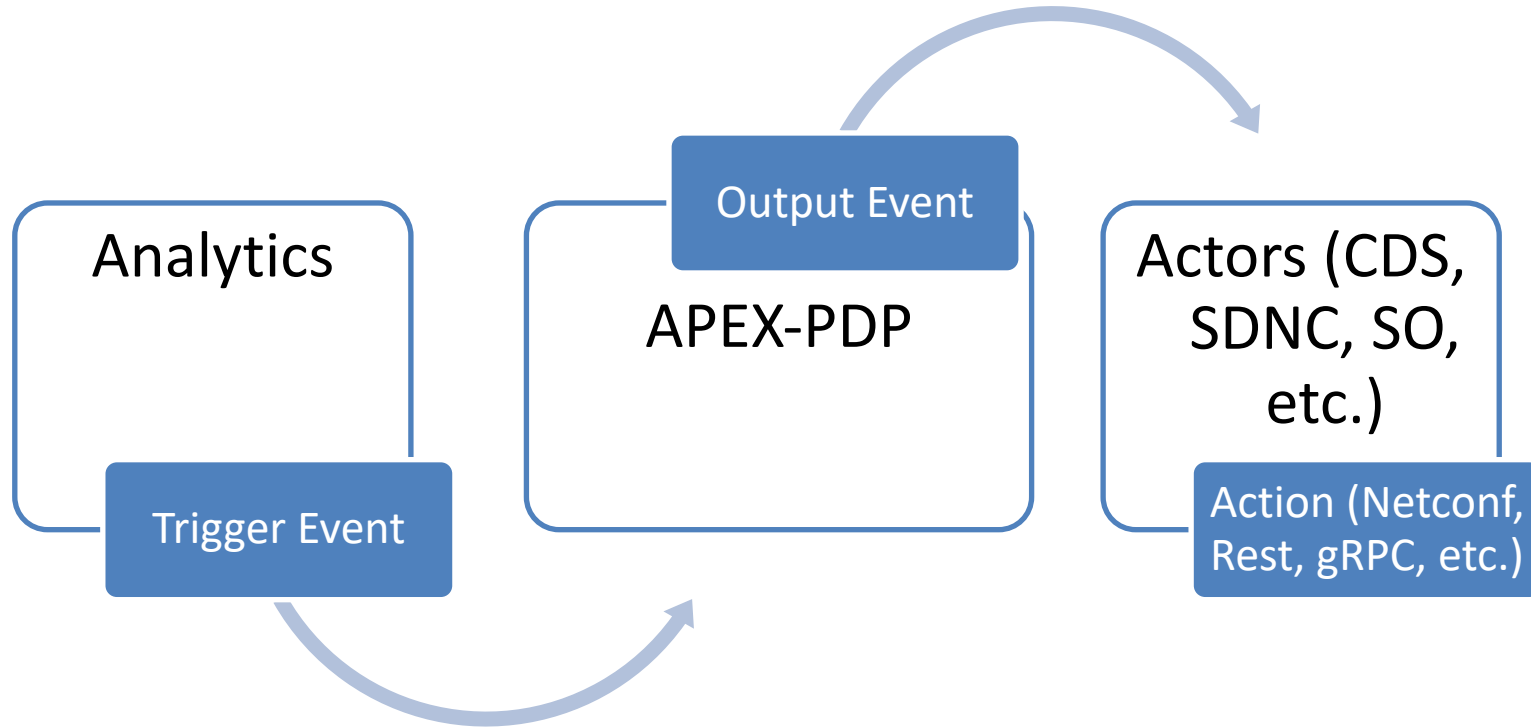 Analytics
Trigger Event
Output Event
APEX-PDP
Actors (CDS,
SDNC, SO,
etc.)
Action (Netconf,
Rest, gRPC, etc.)